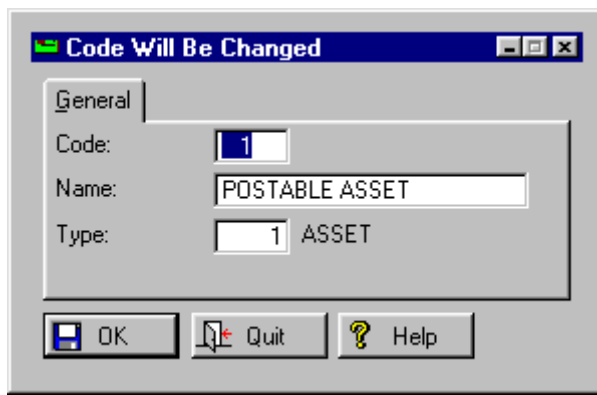 Code Will Be Changed
General
Code: 1
Name: POSTABLE ASSET
Type: 1 ASSET
OK Quit Help